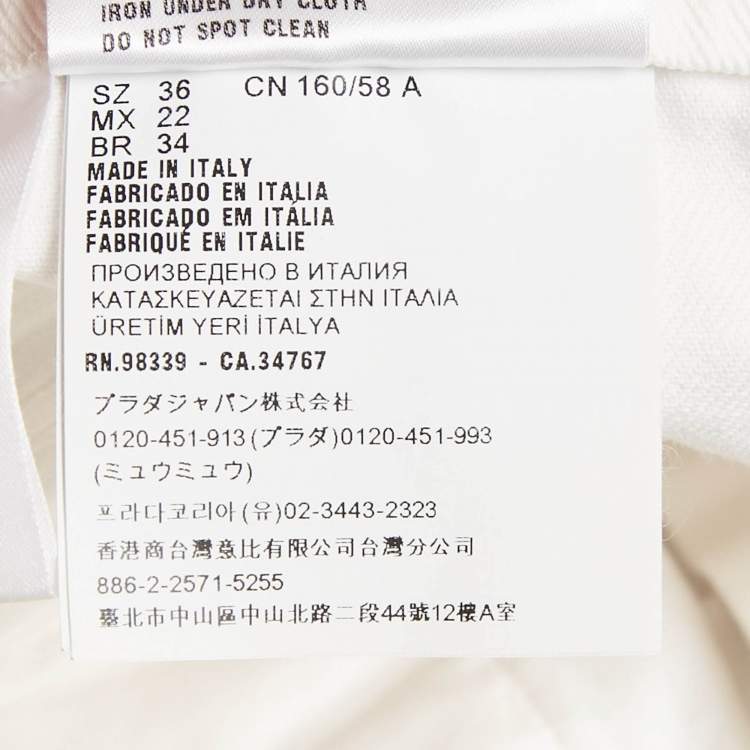 IRON UNDER DRY CLOTH
DO NOT SPOT CLEAN
SZ 36 CN 160/58 A
MX 22
BR 34
MADE IN ITALY
FABRICADO EN ITALIA
FABRICADO EM ITÁLIA
FABRIQUÉ EN ITALIE
ПРОИЗВЕДЕНО В ИТАЛИЯ
ΚΑΤΑΣΚΕΥΑΖΕΤΑΙ ΣΤΗΝ ΙΤΑΛΙΑ
ÜRETİM YERİ İTALYA
RN.98339 - CA.34767
プラダジャパン株式会社
0120-451-913(プラダ)0120-451-993
(ミュウミュウ)
프라다코리아(유)02-3443-2323
香港商台灣意比有限公司台灣分公司
886-2-2571-5255
臺北市中山區中山北路二段44號12樓A室